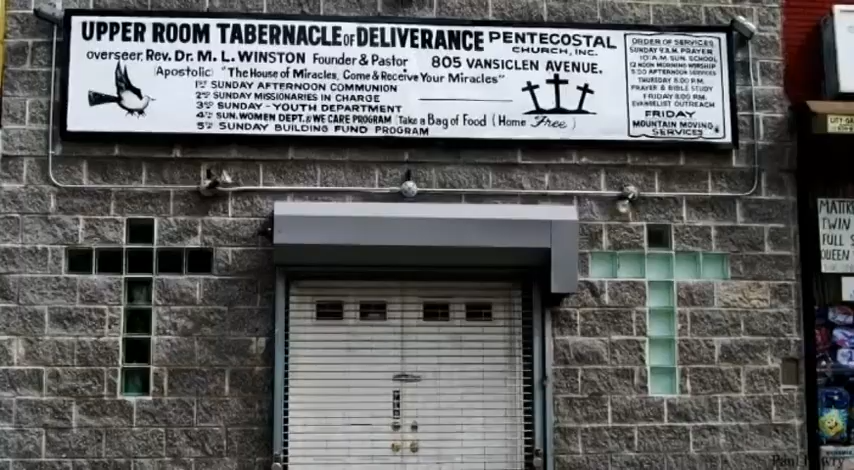 UPPER ROOM TABERNACLE OF DELIVERANCE PENTECOSTAL
CHURCH, INC.
overseer, Rev. Dr. M. L. WINSTON Founder & Pastor 805 VANSICLEN AVENUE.
(Apostolic) "The House of Miracles, Come & Receive Your Miracles"
1ST SUNDAY AFTERNOON COMMUNION
2ND SUNDAY MISSIONARIES IN CHARGE
3RD SUNDAY - YOUTH DEPARTMENT
4TH SUN. WOMEN DEPT. & WE CARE PROGRAM (Take a Bag of Food (Home Free)
5TH SUNDAY BUILDING FUND PROGRAM
ORDER OF SERVICES
SUNDAY 9 A.M. PRAYER
10 A.M. SUN. SCHOOL
12 NOON MORNING WORSHIP
AFTERNOON SERVICES
THURSDAY 8:00 P.M.
PRAYER & BIBLE STUDY
FRIDAY 8:00 P.M.
EVANGELIST OUTREACH
FRIDAY
MOUNTAIN MOVING
SERVICES
TWIN
FULL
QUEEN
Paul